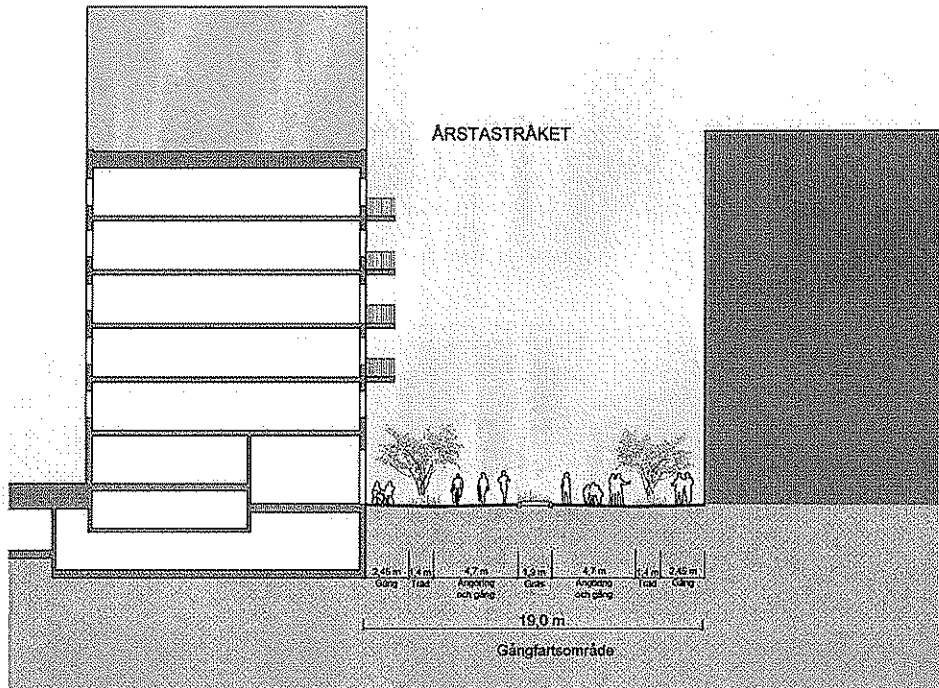 ÅRSTASTRÅKET
2,45 m 1,4 m 4,7 m 1,9 m 4,7 m 1,4 m 2,45 m
Gång Träd Angöring Gräs Angöring Träd Gång
och gång och gång
19,0 m
Gångfartsområde